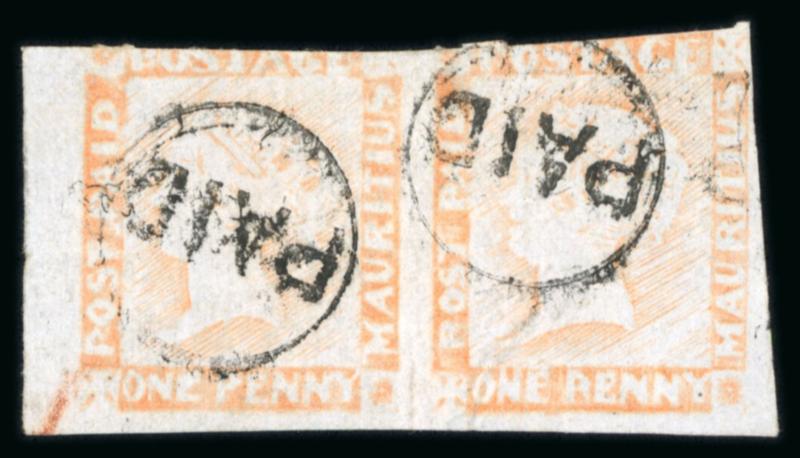 POSTAGE
POST PAID
MAURITIUS
ONE PENNY
PAID
POSTAGE
POST PAID
MAURITIUS
ONE PENNY
PAID